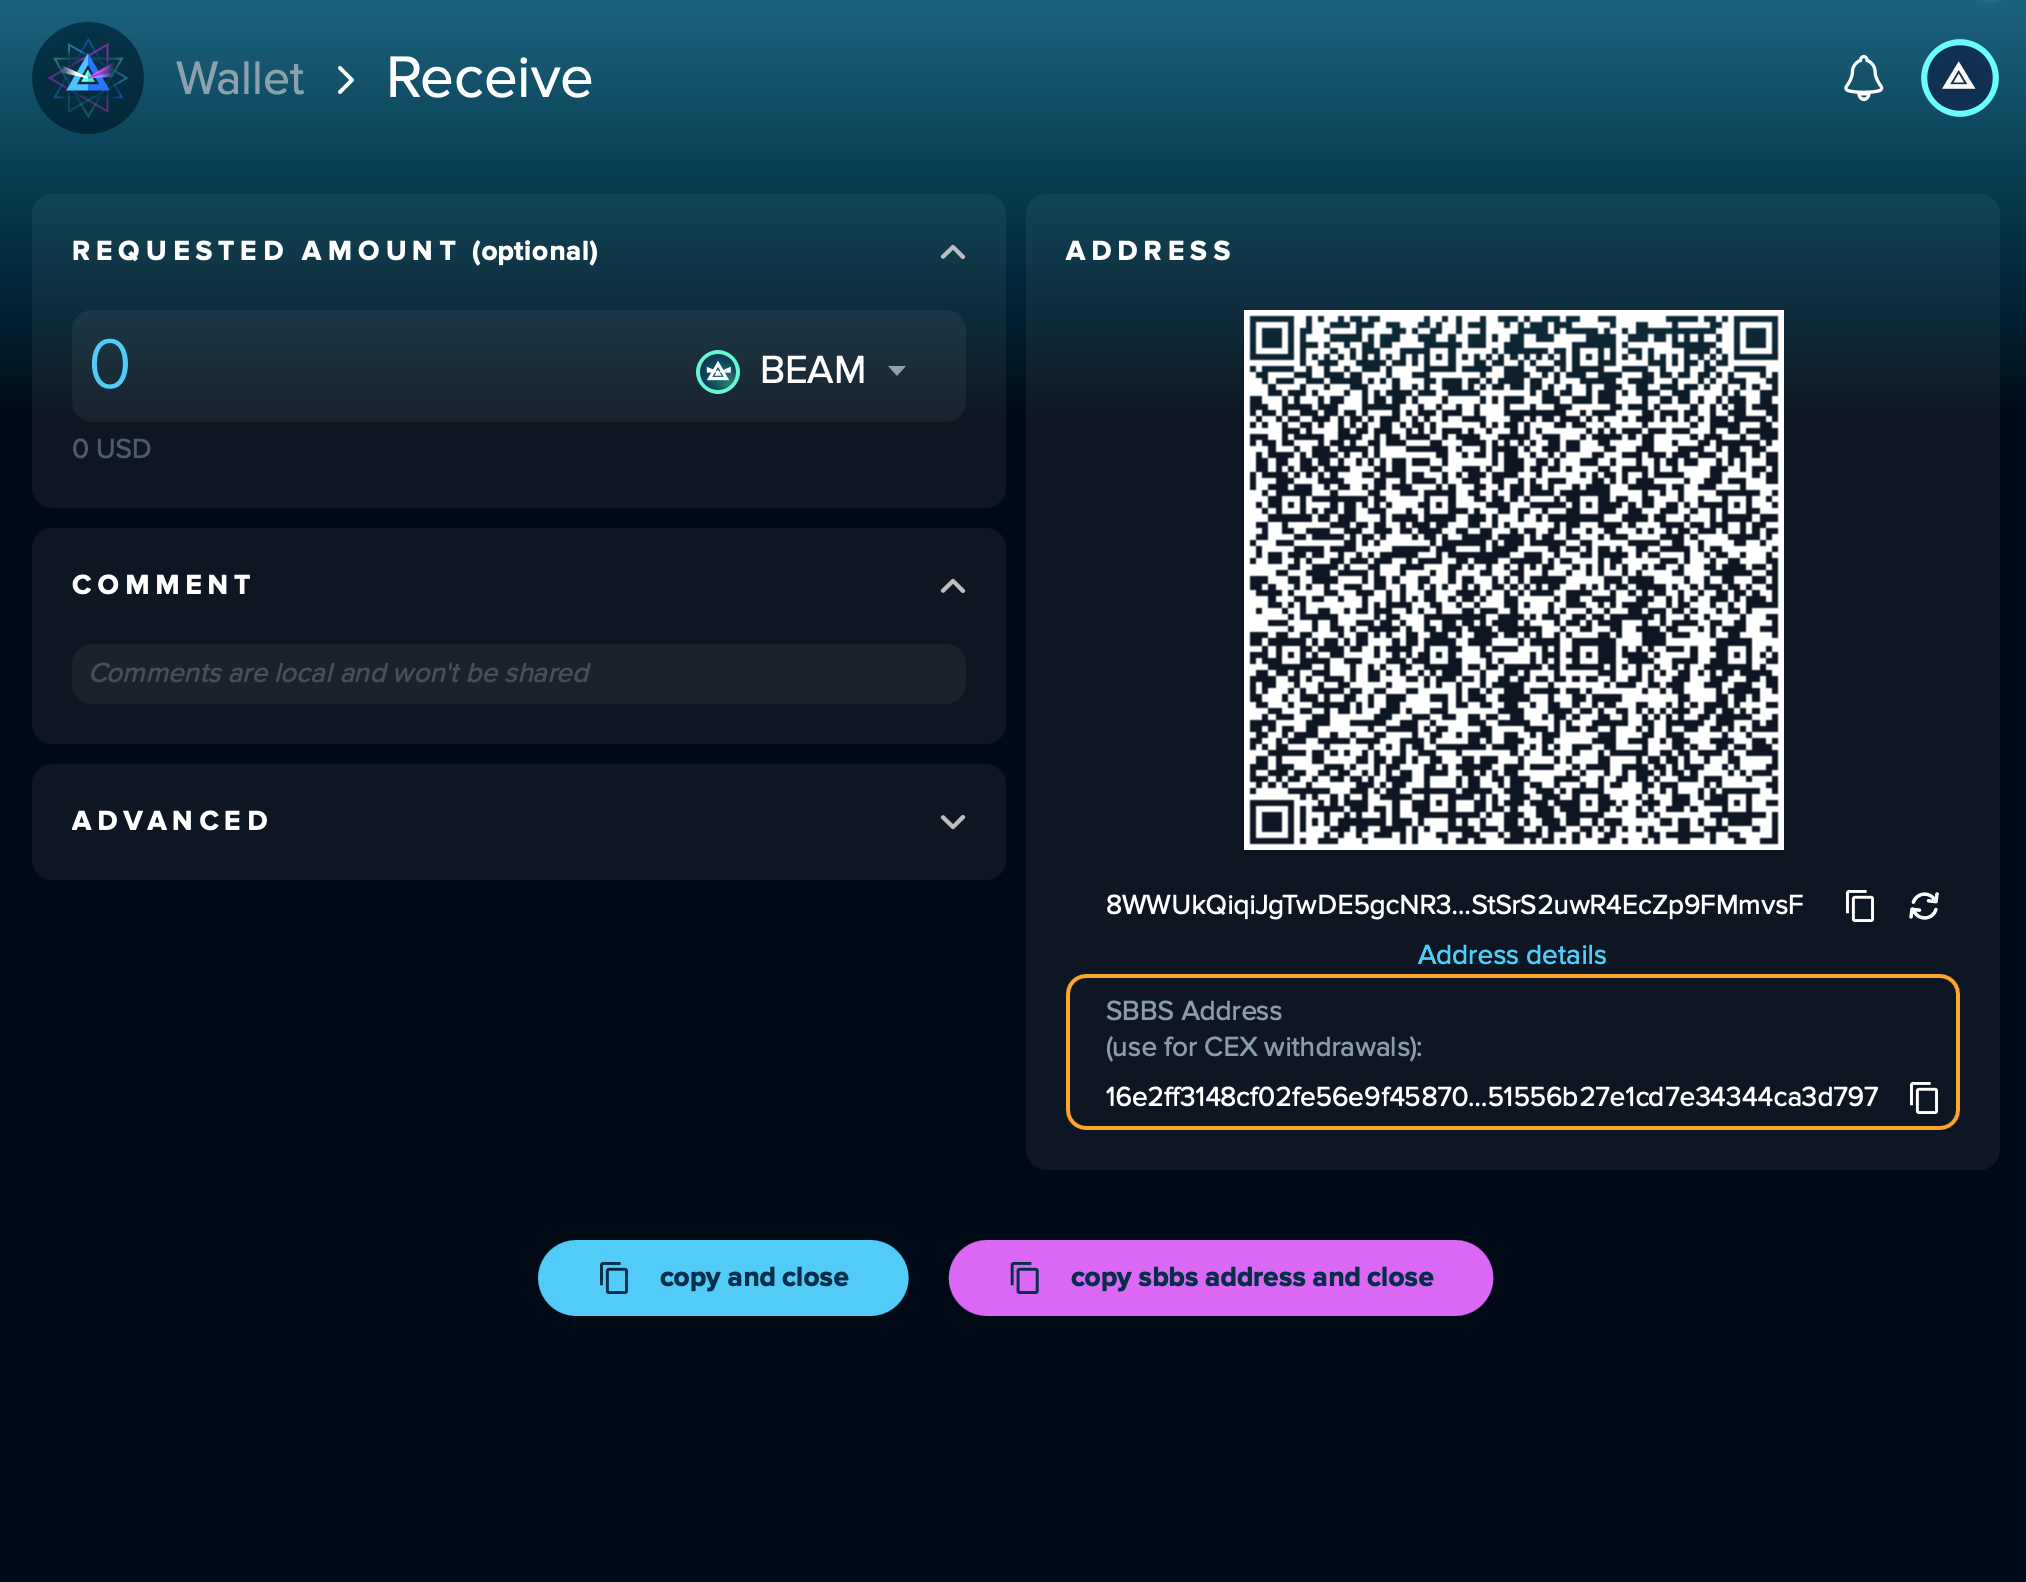 Wallet > Receive
REQUESTED AMOUNT (optional)
0
BEAM
0 USD
COMMENT
Comments are local and won't be shared
ADVANCED
ADDRESS
8WWUkQiqiJgTwDE5gcNR3...StSrS2uwR4EcZp9FMmvsF
Address details
SBBS Address
(use for CEX withdrawals):
16e2ff3148cf02fe56e9f45870...51556b27e1cd7e34344ca3d797
copy and close
copy sbbs address and close